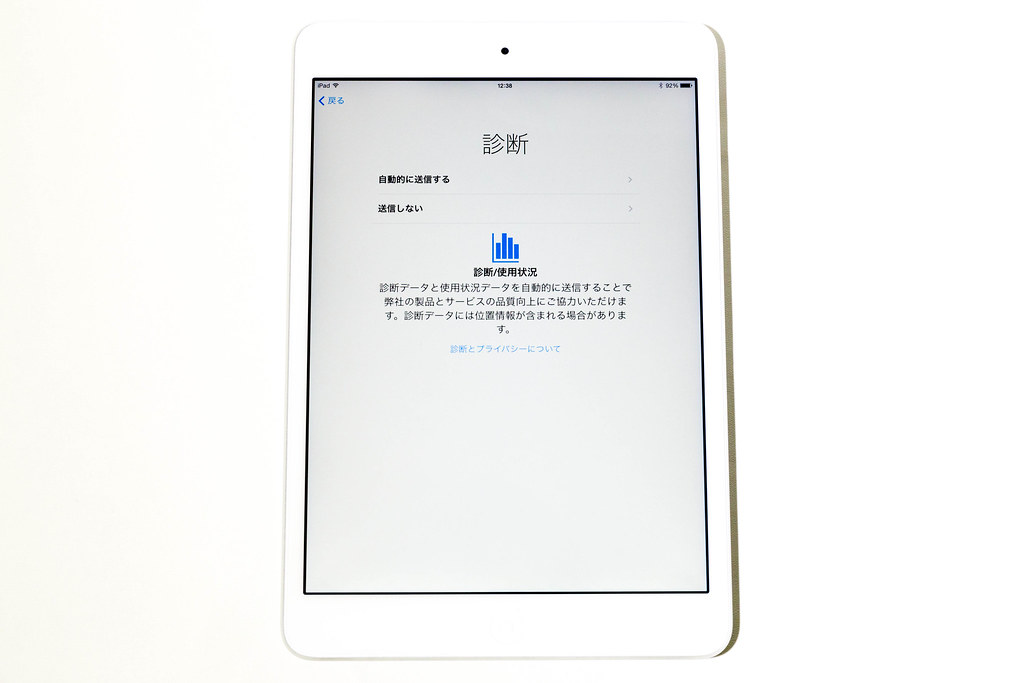 iPad 12:38 92%
戻る
診断
自動的に送信する
送信しない
診断/使用状況
診断データと使用状況データを自動的に送信することで
弊社の製品とサービスの品質向上にご協力いただけま
す。診断データには位置情報が含まれる場合がありま
す。
診断とプライバシーについて